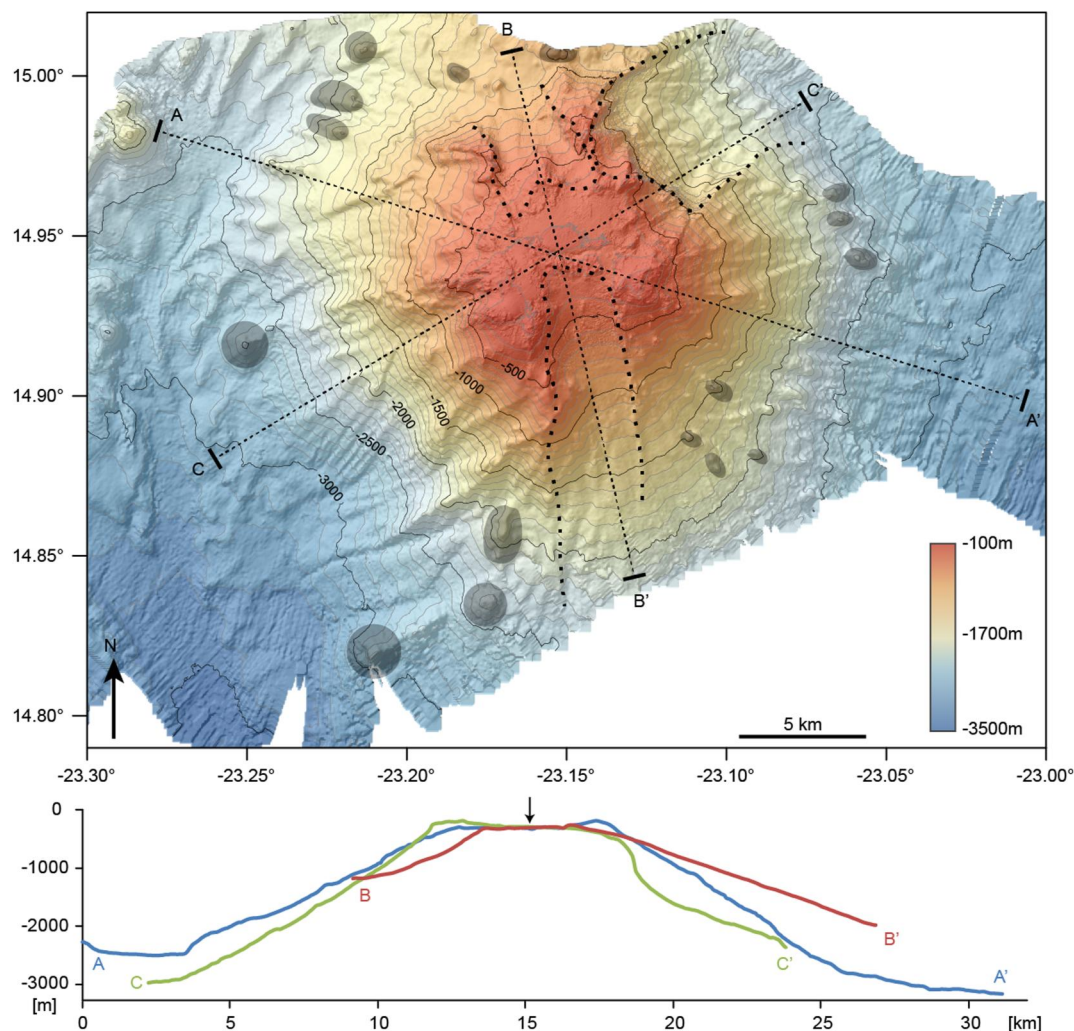 B
15.00°
A
C'
14.95°
14.90°
-500
-1000
-1500
-2000
-2500
-3000
A'
C
14.85°
B'
-100m
-1700m
-3500m
N
5 km
14.80°
-23.30° -23.25° -23.20° -23.15° -23.10° -23.05° -23.00°
0
-1000
B
-2000
B'
A
C'
C
A'
-3000
[m]
0 5 10 15 20 25 30 [km]